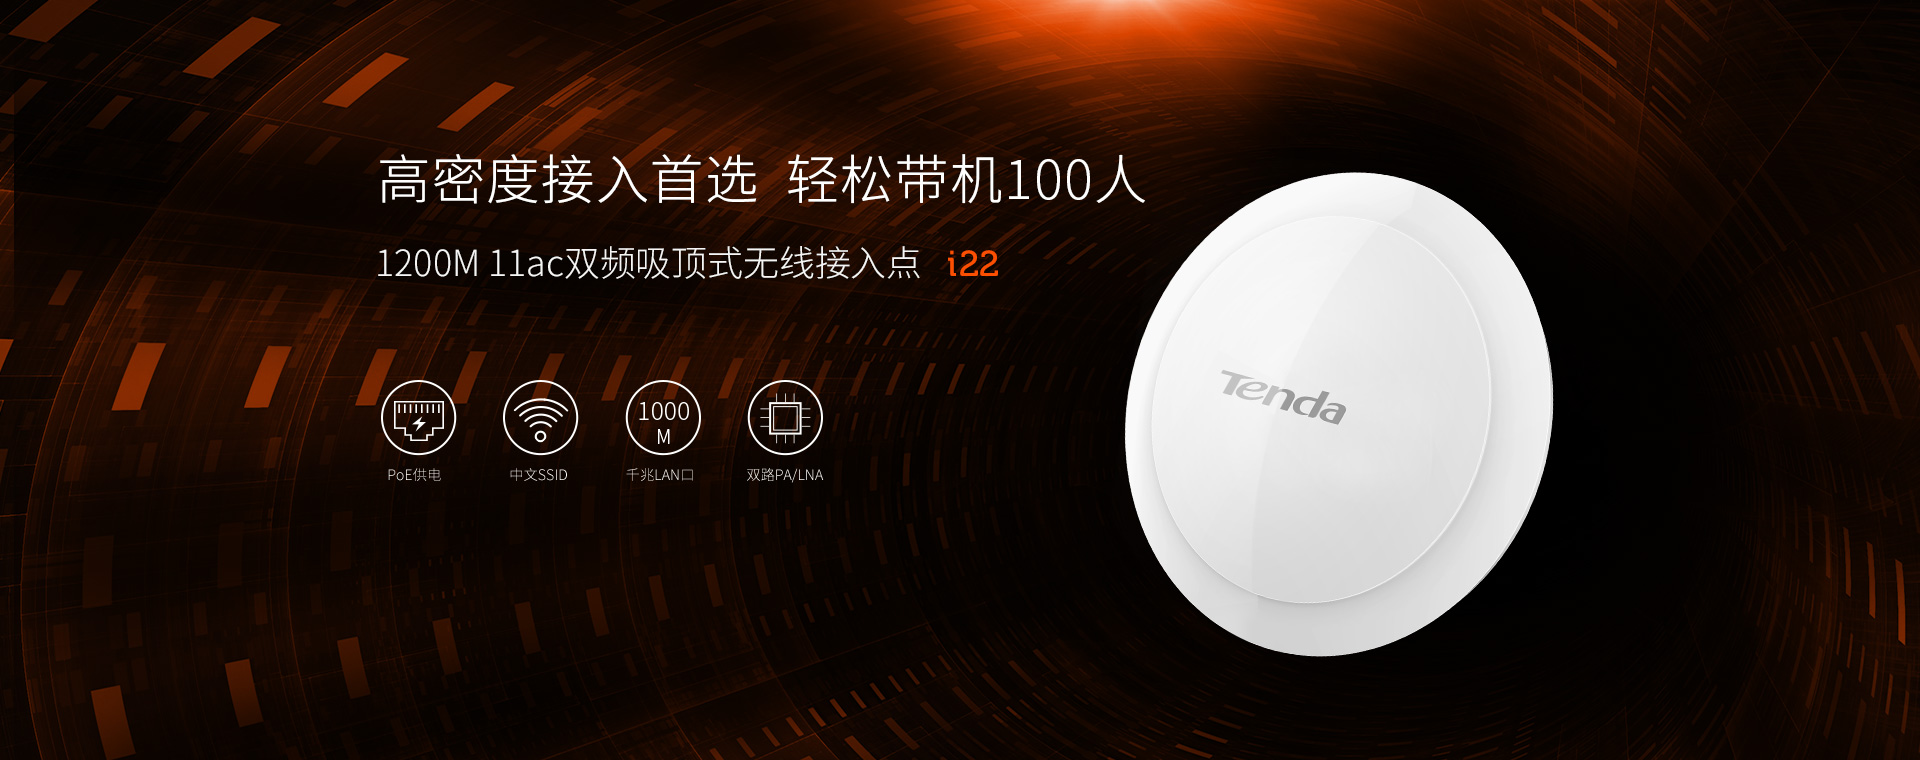 高密度接入首选 轻松带机100人
1200M 11ac双频吸顶式无线接入点 i22
1000
M
PoE供电
中文SSID
千兆LAN口
双路PA/LNA
Tenda